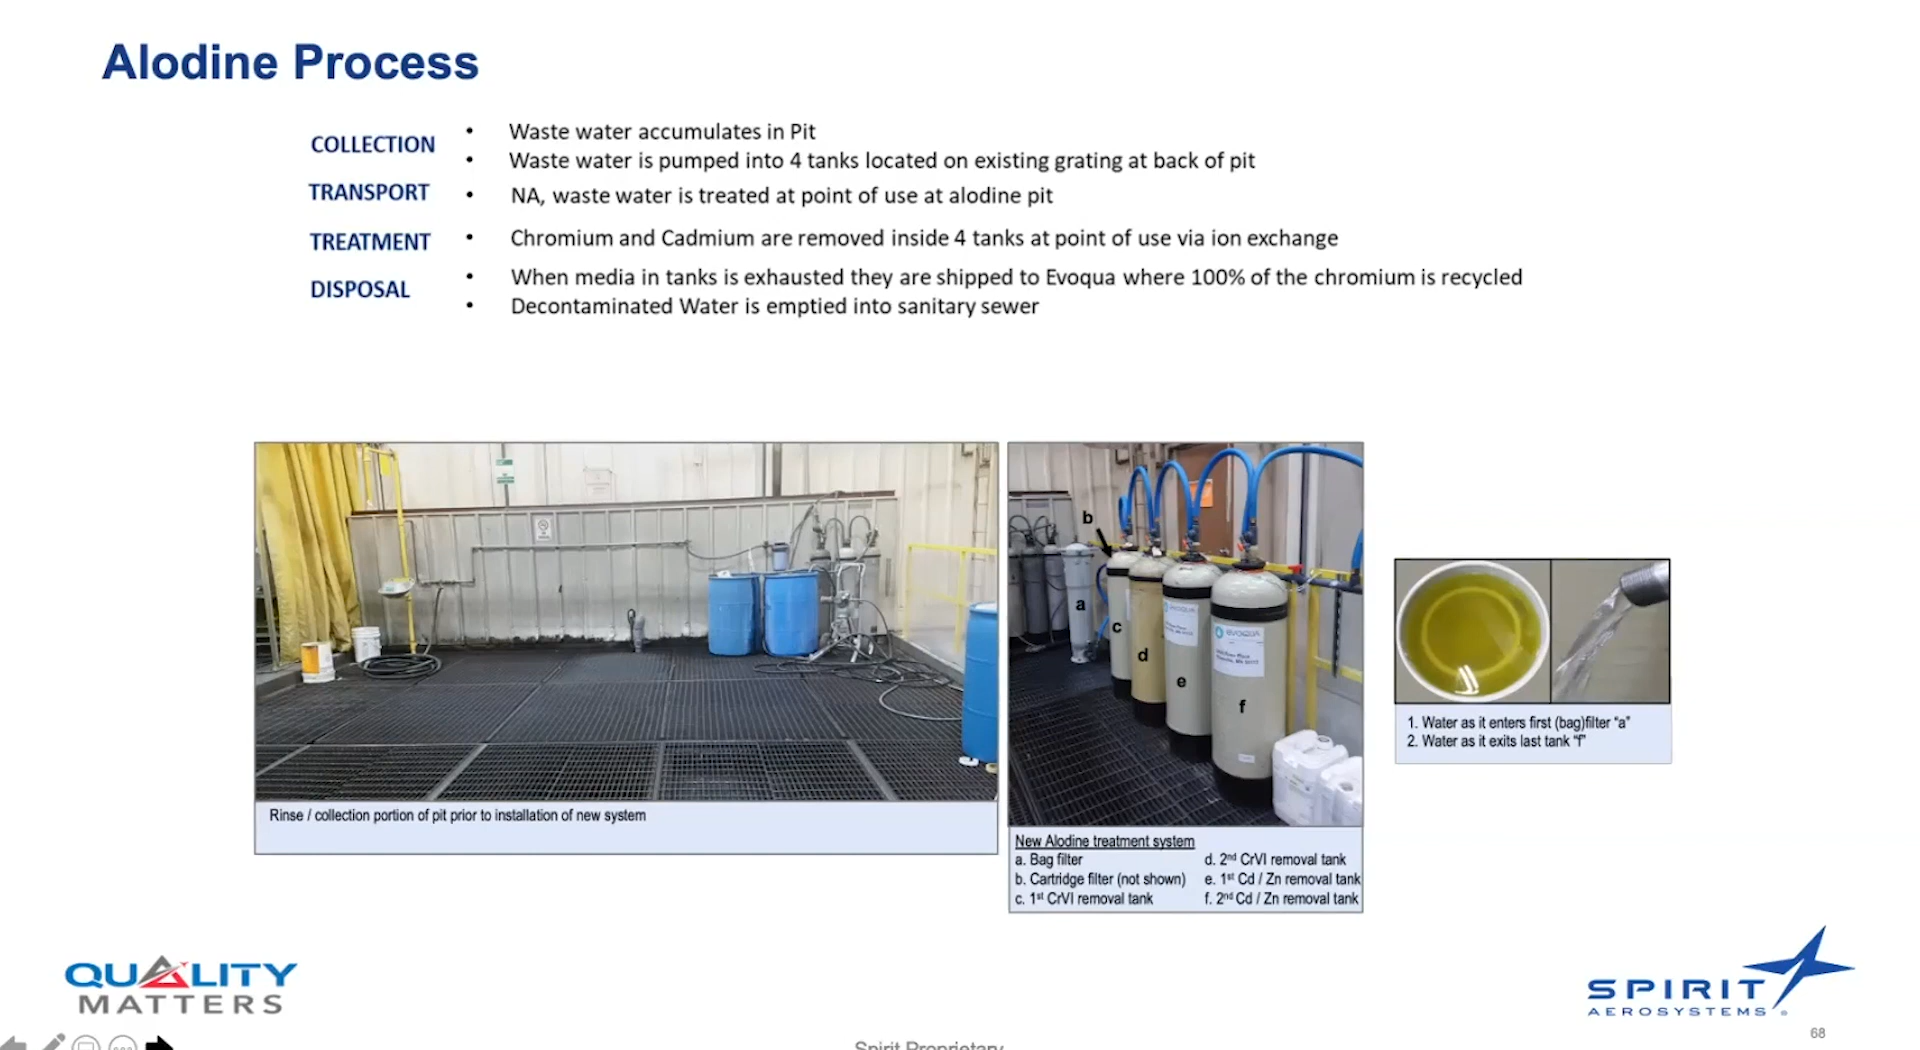 Alodine Process
COLLECTION
• Waste water accumulates in Pit
• Waste water is pumped into 4 tanks located on existing grating at back of pit
TRANSPORT
• NA, waste water is treated at point of use at alodine pit
TREATMENT
• Chromium and Cadmium are removed inside 4 tanks at point of use via ion exchange
DISPOSAL
• When media in tanks is exhausted they are shipped to Evoqua where 100% of the chromium is recycled
• Decontaminated Water is emptied into sanitary sewer
b
a
c
d
e
f
EVOQUA
EVOQUA
Rinse / collection portion of pit prior to installation of new system
New Alodine treatment system
a. Bag filter
b. Cartridge filter (not shown)
c. 1st CrVI removal tank
d. 2nd CrVI removal tank
e. 1st Cd / Zn removal tank
f. 2nd Cd / Zn removal tank
1. Water as it enters first (bag)filter “a”
2. Water as it exits last tank “f”
QUALITY
MATTERS
SPIRIT
AEROSYSTEMS
68
Spirit Proprietary